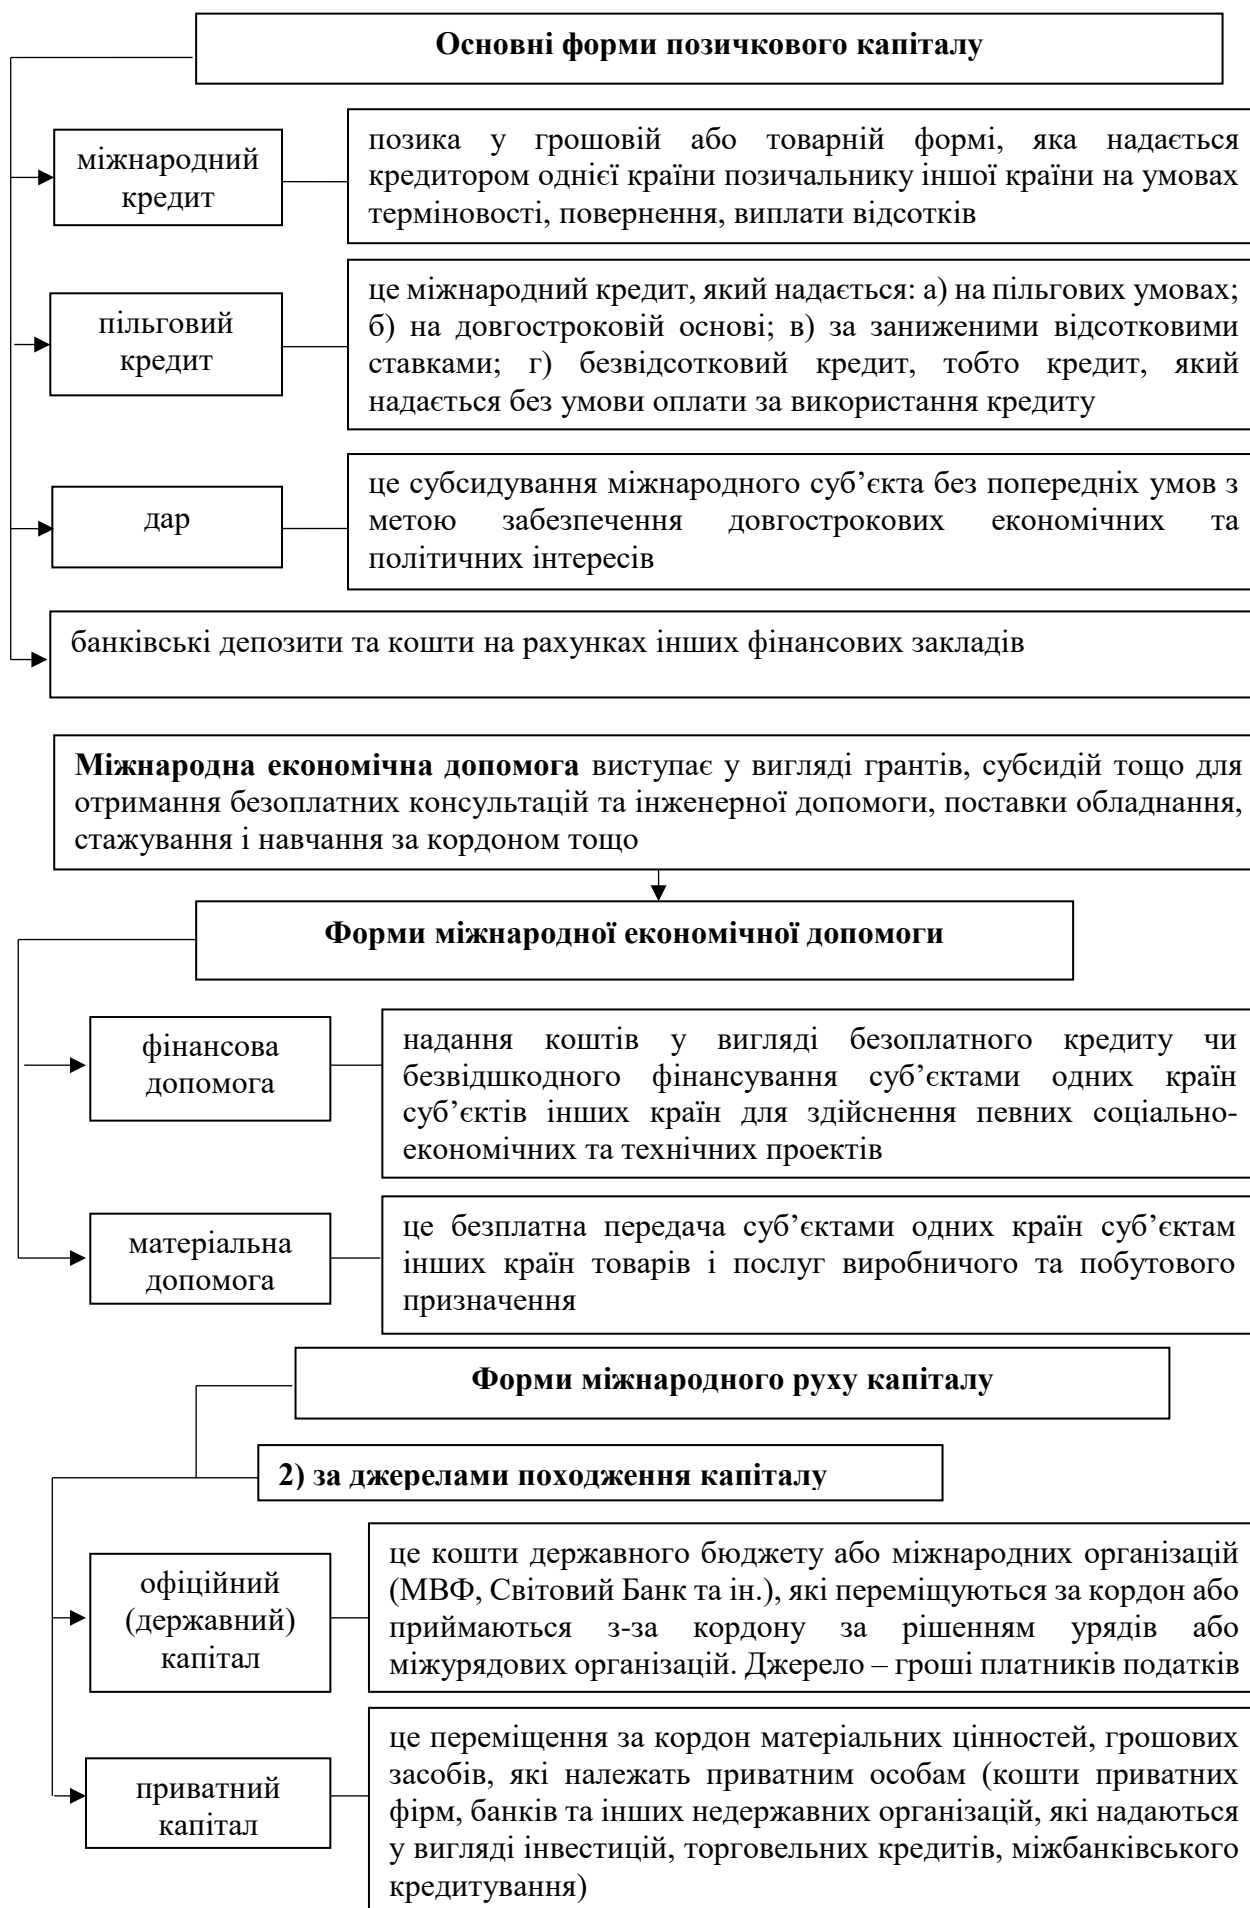 Основні форми позичкового капіталу
міжнародний
кредит
позика у грошовій або товарній формі, яка надається
кредитором однієї країни позичальнику іншої країни на умовах
терміновості, повернення, виплати відсотків
пільговий
кредит
це міжнародний кредит, який надається: а) на пільгових умовах;
б) на довгостроковій основі; в) за заниженими відсотковими
ставками; г) безвідсотковий кредит, тобто кредит, який
надається без умови оплати за використання кредиту
дар
це субсидування міжнародного суб’єкта без попередніх умов з
метою забезпечення довгострокових економічних та
політичних інтересів
банківські депозити та кошти на рахунках інших фінансових закладів
Міжнародна економічна допомога виступає у вигляді грантів, субсидій тощо для
отримання безоплатних консультацій та інженерної допомоги, поставки обладнання,
стажування і навчання за кордоном тощо
Форми міжнародної економічної допомоги
фінансова
допомога
надання коштів у вигляді безоплатного кредиту чи
безвідшкодного фінансування суб’єктами одних країн
суб’єктів інших країн для здійснення певних соціально-
економічних та технічних проектів
матеріальна
допомога
це безплатна передача суб’єктами одних країн суб’єктам
інших країн товарів і послуг виробничого та побутового
призначення
Форми міжнародного руху капіталу
2) за джерелами походження капіталу
офіційний
(державний)
капітал
це кошти державного бюджету або міжнародних організацій
(МВФ, Світовий Банк та ін.), які переміщуються за кордон або
приймаються з-за кордону за рішенням урядів або
міжурядових організацій. Джерело – гроші платників податків
приватний
капітал
це переміщення за кордон матеріальних цінностей, грошових
засобів, які належать приватним особам (кошти приватних
фірм, банків та інших недержавних організацій, які надаються
у вигляді інвестицій, торговельних кредитів, міжбанківського
кредитування)